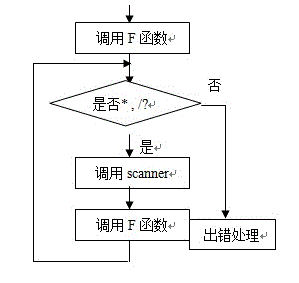 调用 F 函数
是否* , /?
否
是
调用 scanner
调用 F 函数
出错处理